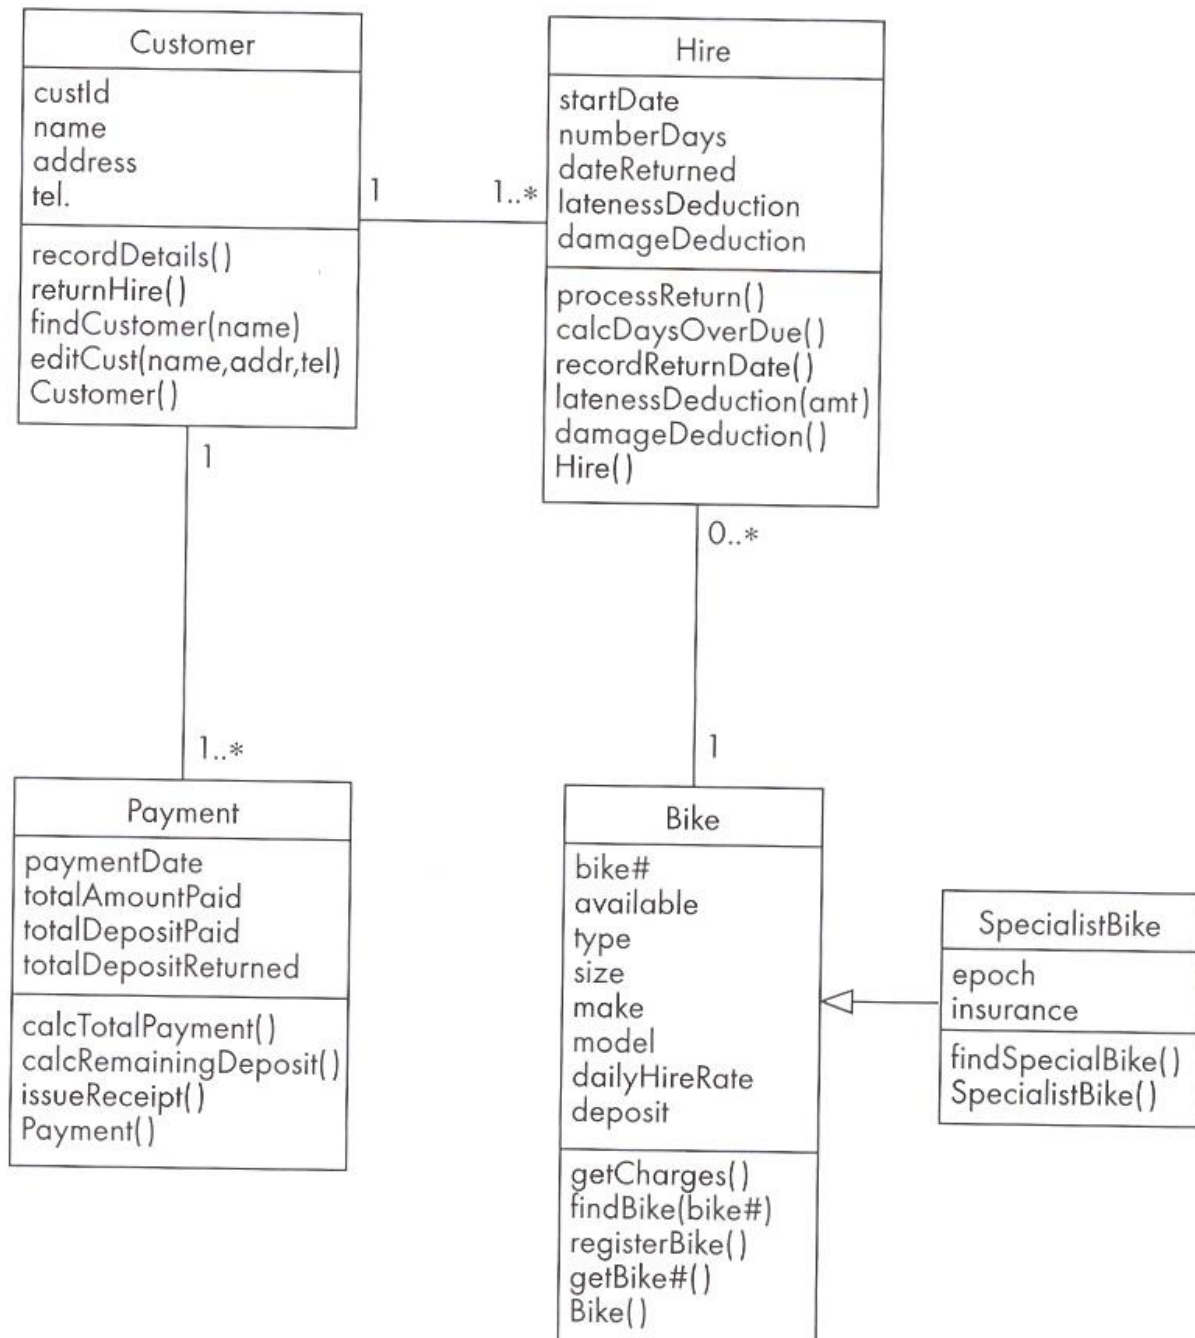 Customer
custId
name
address
tel.
recordDetails()
returnHire()
findCustomer(name)
editCust(name,addr,tel)
Customer()
1
1..*
Hire
startDate
numberDays
dateReturned
latenessDeduction
damageDeduction
processReturn()
calcDaysOverDue()
recordReturnDate()
latenessDeduction(amt)
damageDeduction()
Hire()
1
1..*
0..*
1
Payment
paymentDate
totalAmountPaid
totalDepositPaid
totalDepositReturned
calcTotalPayment()
calcRemainingDeposit()
issueReceipt()
Payment()
Bike
bike#
available
type
size
make
model
dailyHireRate
deposit
getCharges()
findBike(bike#)
registerBike()
getBike#()
Bike()
SpecialistBike
epoch
insurance
findSpecialBike()
SpecialistBike()